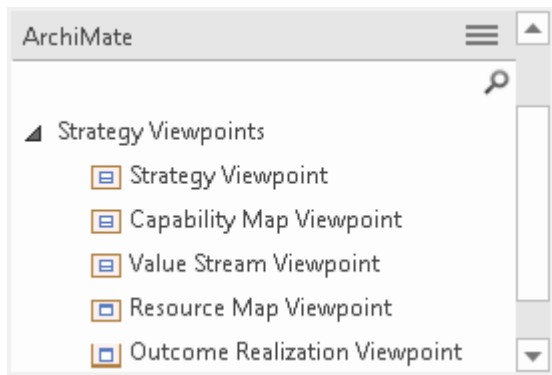 ArchiMate
Strategy Viewpoints
Strategy Viewpoint
Capability Map Viewpoint
Value Stream Viewpoint
Resource Map Viewpoint
Outcome Realization Viewpoint